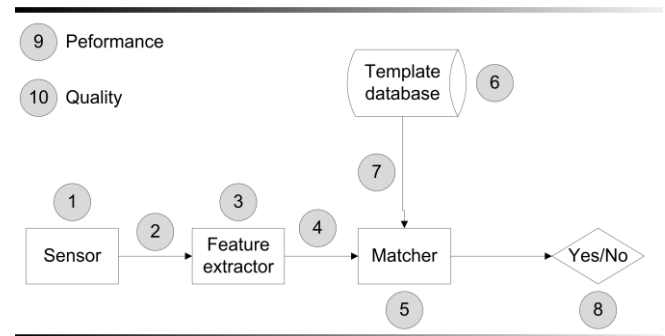 9 Peformance
10 Quality
Template
database
6
7
1
2
3
4
Sensor
Feature
extractor
Matcher
Yes/No
5
8